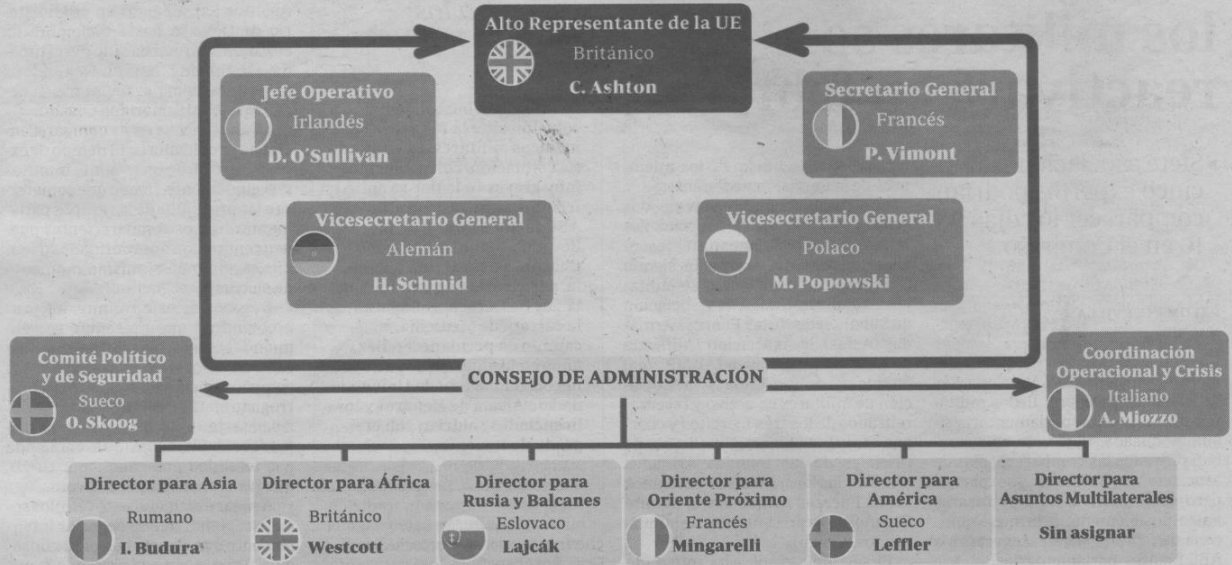 Alto Representante de la UE
Británico
C. Ashton
Jefe Operativo
Irlandés
D. O´Sullivan
Secretario General
Francés
P. Vimont
Vicesecretario General
Alemán
H. Schmid
Vicesecretario General
Polaco
M. Popowski
Comité Político
y de Seguridad
Sueco
O. Skoog
CONSEJO DE ADMINISTRACIÓN
Coordinación
Operacional y Crisis
Italiano
A. Miozzo
Director para Asia
Rumano
I. Budura
Director para África
Británico
Westcott
Director para
Rusia y Balcanes
Eslovaco
Lajcák
Director para
Oriente Próximo
Francés
Mingarelli
Director para
América
Sueco
Leffler
Director para
Asuntos Multilaterales
Sin asignar